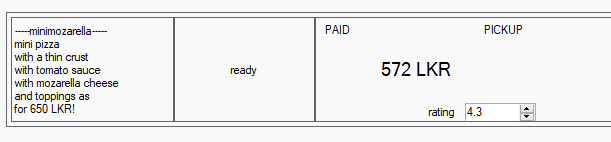 -----minimozarella-----
mini pizza
with a thin crust
with tomato sauce
with mozarella cheese
and toppings as
for 650 LKR!
ready
PAID PICKUP
572 LKR
rating 4.3